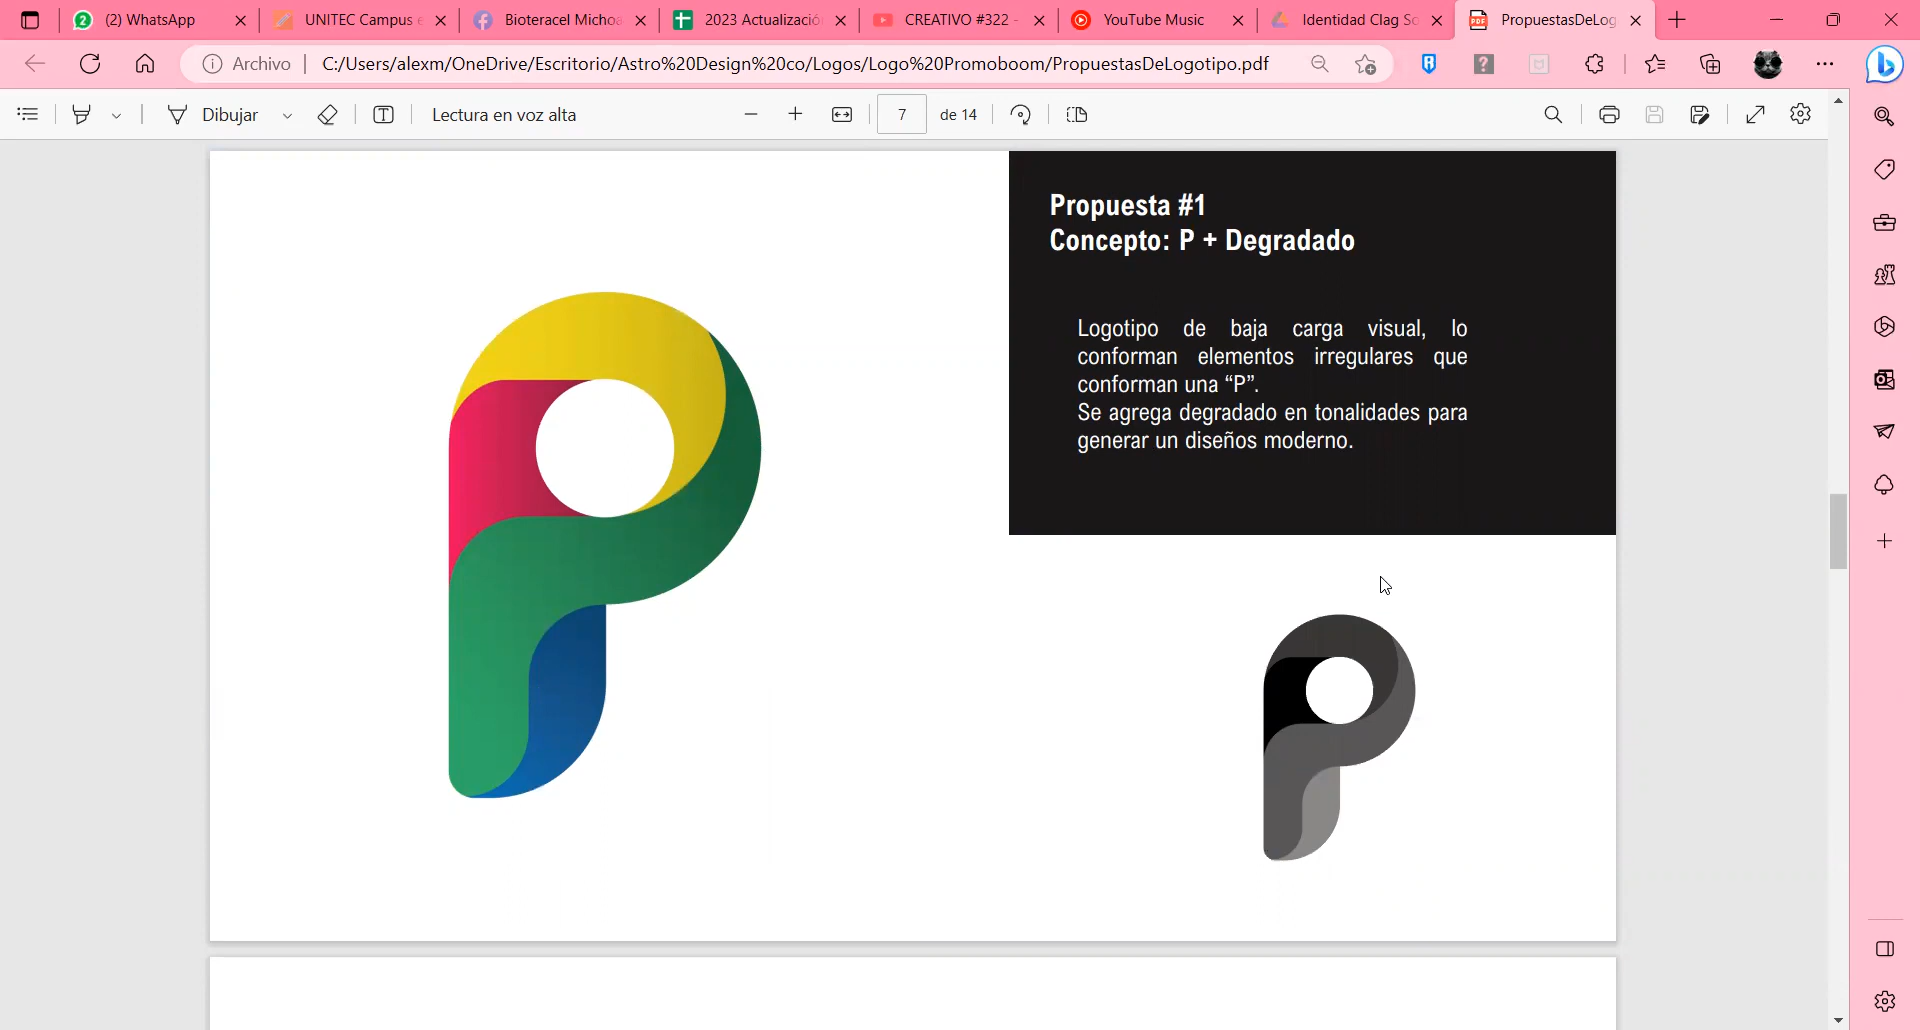 (2) WhatsApp
UNITEC Campus e
Bioteracel Michoa
2023 Actualizació
CREATIVO #322 -
YouTube Music
Identidad Clag So
PropuestasDeLog
Archivo
C:/Users/alexm/OneDrive/Escritorio/Astro%20Design%20co/Logos/Logo%20Promoboom/PropuestasDeLogotipo.pdf
Dibujar
Lectura en voz alta
7
de 14
Propuesta #1
Concepto: P + Degradado
Logotipo de baja carga visual, lo
conforman elementos irregulares que
conforman una “P”.
Se agrega degradado en tonalidades para
generar un diseños moderno.